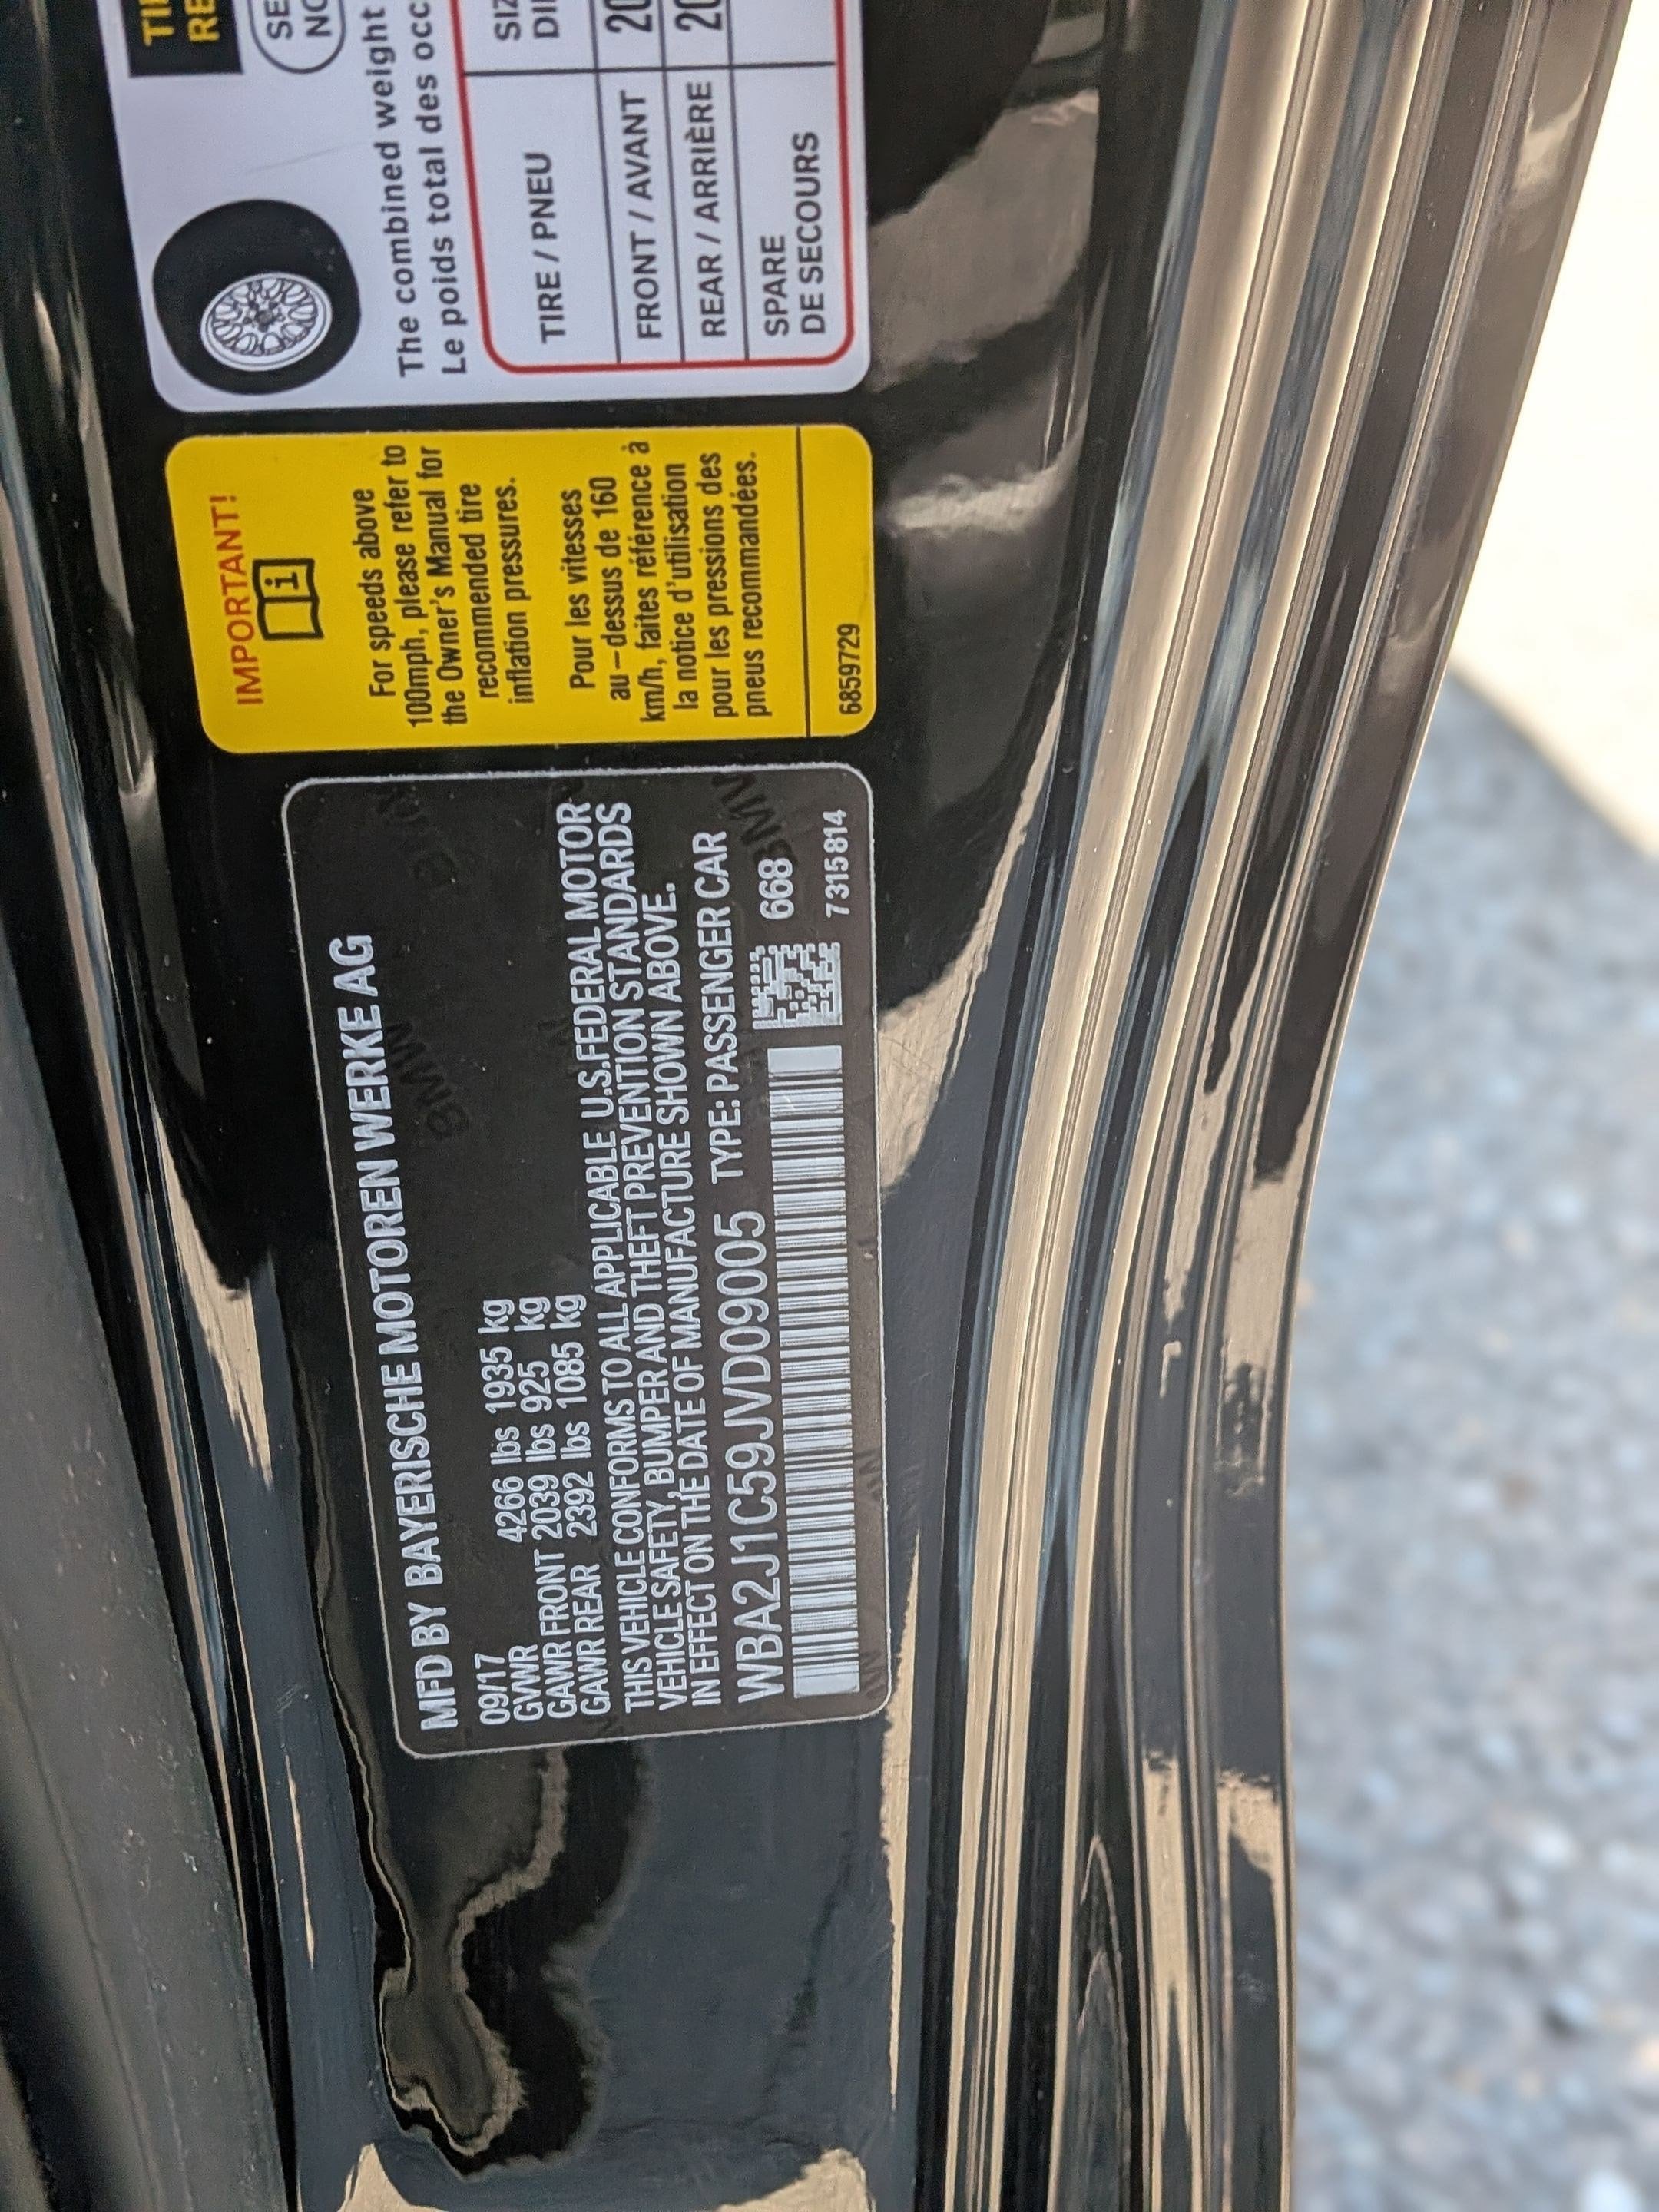 MFD BY BAYERISCHE MOTOREN WERKE AG
09/17
GVWR 4266 lbs 1935 kg
GAWR FRONT 2039 lbs 925 kg
GAWR REAR 2392 lbs 1085 kg
THIS VEHICLE CONFORMS TO ALL APPLICABLE U.S. FEDERAL MOTOR
VEHICLE SAFETY, BUMPER AND THEFT PREVENTION STANDARDS
IN EFFECT ON THE DATE OF MANUFACTURE SHOWN ABOVE.
WBA2J1C59JVD09005 TYPE: PASSENGER CAR
668
7315814
IMPORTANT!
i
For speeds above
100mph, please refer to
the Owner's Manual for
recommended tire
inflation pressures.
Pour les vitesses
au-dessus de 160
km/h, faites référence à
la notice d'utilisation
pour les pressions des
pneus recommandées.
6859729
The combined weight
Le poids total des occ
TIRE / PNEU
FRONT / AVANT 20
REAR / ARRIÈRE 20
SPARE
DE SECOURS